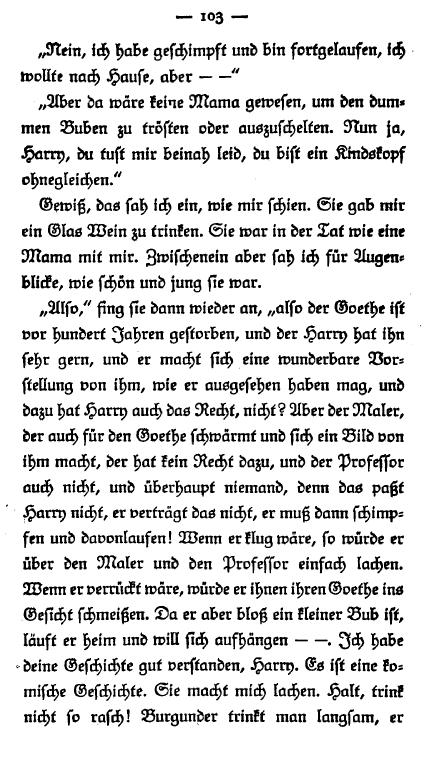 — 103 —
„Nein, ich habe geschimpft und bin fortgelaufen, ich
wollte nach Hause, aber — —“
„Aber da wäre keine Mama gewesen, um den dum-
men Buben zu trösten oder auszuschelten. Nun ja,
Harry, du tust mir beinah leid, du bist ein Kindskopf
ohnegleichen.“
Gewiß, das sah ich ein, wie mir schien. Sie gab mir
ein Glas Wein zu trinken. Sie war in der Tat wie eine
Mama mit mir. Zwischenein aber sah ich für Augen-
blicke, wie schön und jung sie war.
„Also,“ fing sie dann wieder an, „also der Goethe ist
vor hundert Jahren gestorben, und der Harry hat ihn
sehr gern, und er macht sich eine wunderbare Vor-
stellung von ihm, wie er ausgesehen haben mag, und
dazu hat Harry auch das Recht, nicht? Aber der Maler,
der auch für den Goethe schwärmt und sich ein Bild von
ihm macht, der hat kein Recht dazu, und der Professor
auch nicht, und überhaupt niemand, denn das paßt
Harry nicht, er verträgt das nicht, er muß dann schimp-
fen und davonlaufen! Wenn er klug wäre, so würde er
über den Maler und den Professor einfach lachen.
Wenn er verrückt wäre, würde er ihnen ihren Goethe ins
Gesicht schmeißen. Da er aber bloß ein kleiner Bub ist,
läuft er heim und will sich aufhängen — —. Ich habe
deine Geschichte gut verstanden, Harry. Es ist eine ko-
mische Geschichte. Sie macht mich lachen. Halt, trink
nicht so rasch! Burgunder trinkt man langsam, er